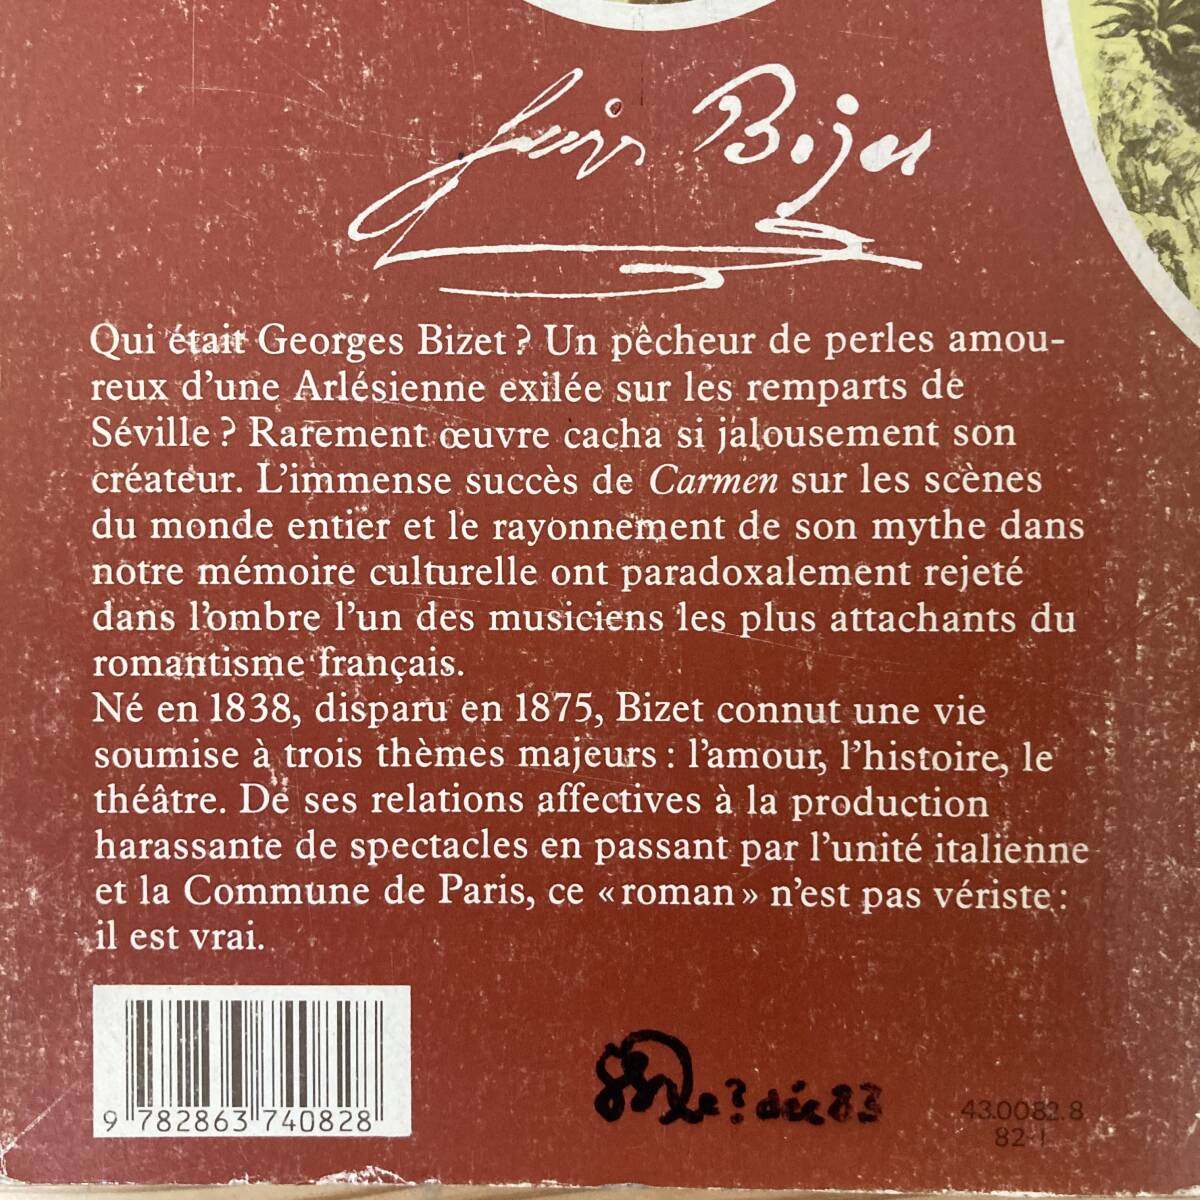 Bizet
Qui était Georges Bizet ? Un pêcheur de perles amou-
reux d'une Arlésienne exilée sur les remparts de
Séville ? Rarement œuvre cacha si jalousement son
créateur. L'immense succès de Carmen sur les scènes
du monde entier et le rayonnement de son mythe dans
notre mémoire culturelle ont paradoxalement rejeté
dans l'ombre l'un des musiciens les plus attachants du
romantisme français.
Né en 1838, disparu en 1875, Bizet connut une vie
soumise à trois thèmes majeurs : l'amour, l'histoire, le
théâtre. De ses relations affectives à la production
harassante de spectacles en passant par l'unité italienne
et la Commune de Paris, ce « roman » n'est pas vériste :
il est vrai.
9 782863 740828
? déc 83
43.0082.8
82.I